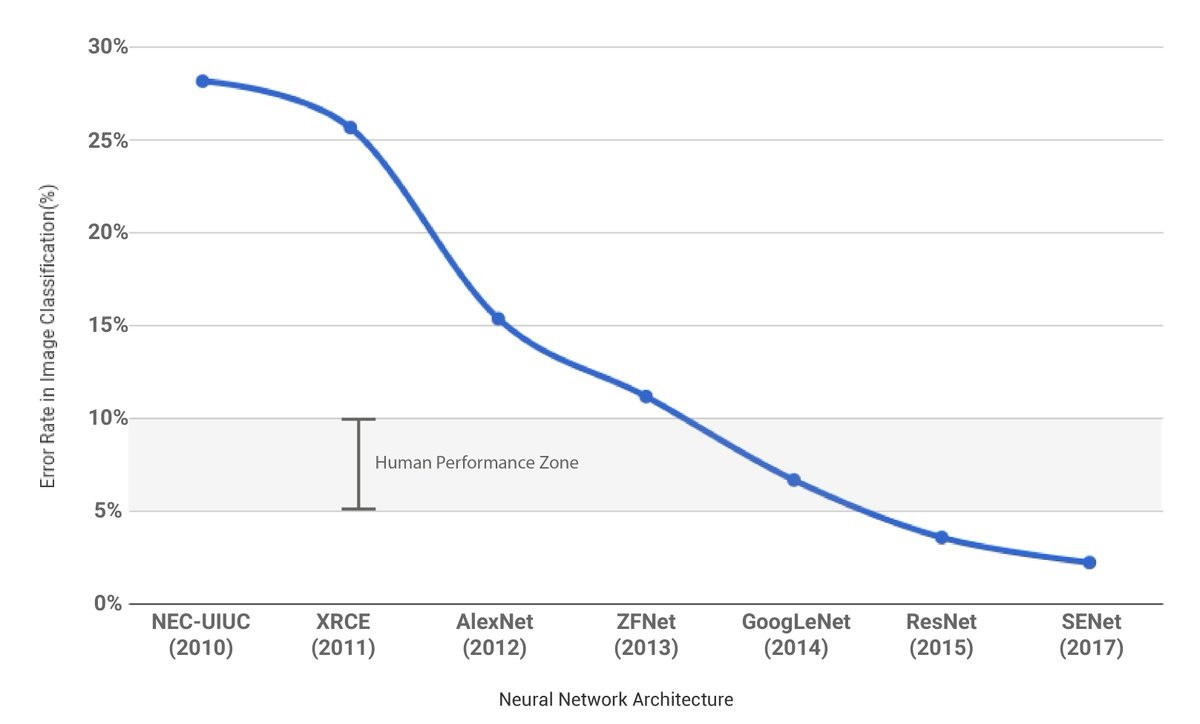 30%
25%
20%
15%
10%
5%
0%
Error Rate in Image Classification(%)
Human Performance Zone
NEC-UIUC XRCE AlexNet ZFNet GoogLeNet ResNet SENet
(2010) (2011) (2012) (2013) (2014) (2015) (2017)
Neural Network Architecture